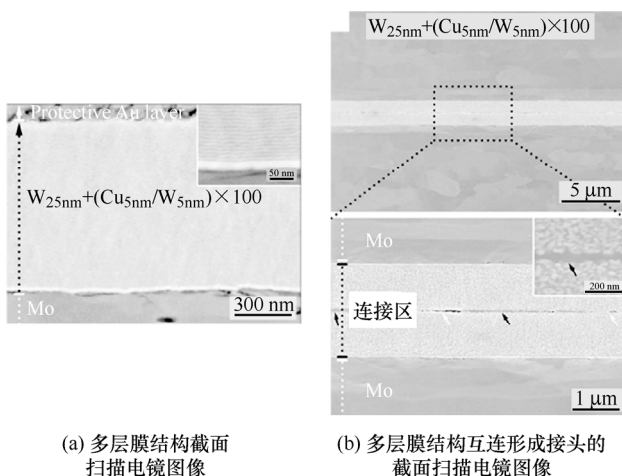 Protective Au layer
50 nm
W25nm+(Cu5nm/W5nm)×100
Mo
300 nm
(a) 多层膜结构截面
扫描电镜图像
W25nm+(Cu5nm/W5nm)×100
5 μm
Mo
200 nm
连接区
Mo
1 μm
(b) 多层膜结构互连形成接头的
截面扫描电镜图像